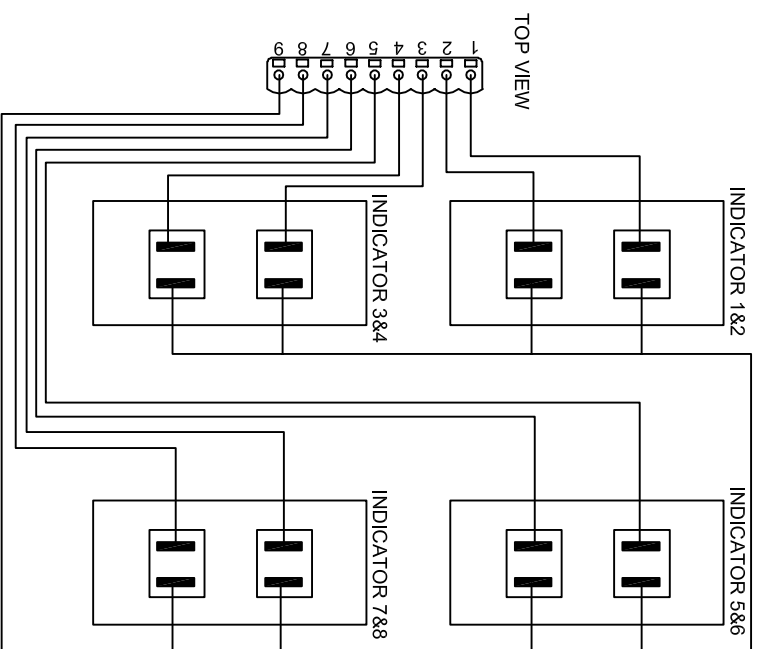 TOP VIEW
9 8 7 6 5 4 3 2 1
INDICATOR 3&4
INDICATOR 1&2
INDICATOR 7&8
INDICATOR 5&6